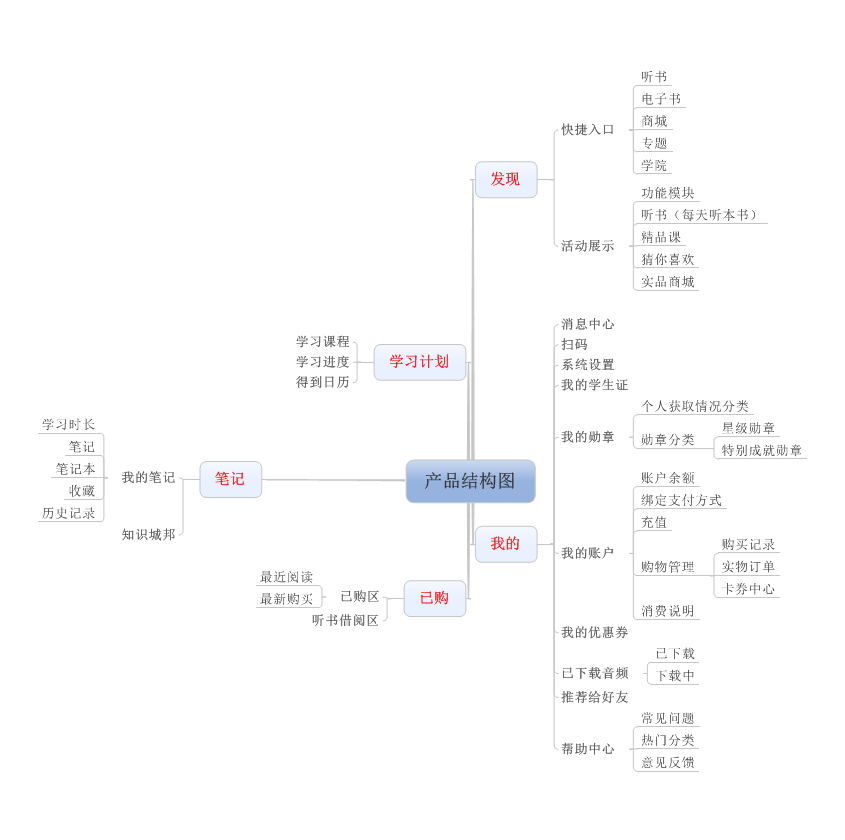 产品结构图
发现
快捷入口
听书
电子书
商城
专题
学院
活动展示
功能模块
听书（每天听本书）
精品课
猜你喜欢
实品商城
我的
消息中心
扫码
系统设置
我的学生证
我的勋章
个人获取情况分类
勋章分类
星级勋章
特别成就勋章
我的账户
账户余额
绑定支付方式
充值
购物管理
购买记录
实物订单
卡券中心
消费说明
我的优惠券
已下载音频
已下载
下载中
推荐给好友
帮助中心
常见问题
热门分类
意见反馈
学习计划
学习课程
学习进度
得到日历
笔记
我的笔记
学习时长
笔记
笔记本
收藏
历史记录
知识城邦
已购
已购区
最近阅读
最新购买
听书借阅区